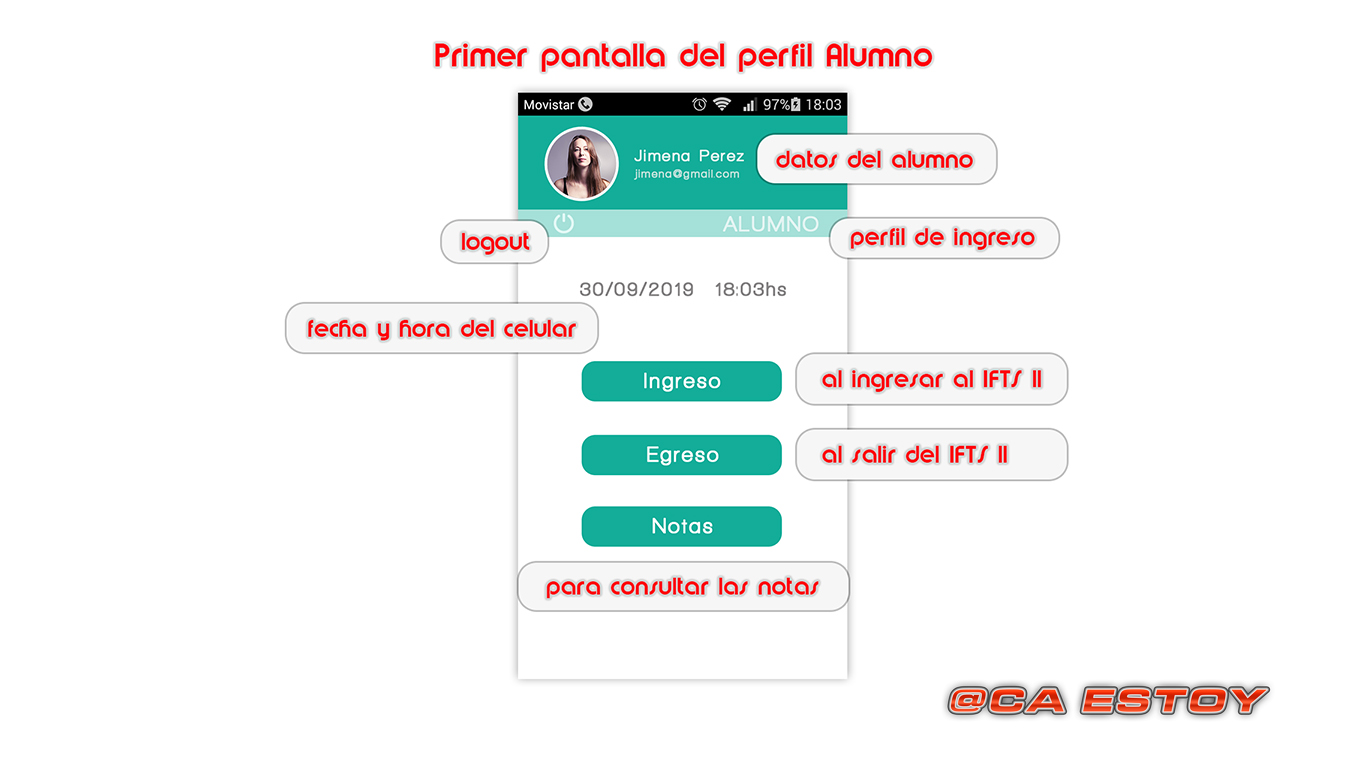 Primer pantalla del perfil Alumno
Movistar 97% 18:03
Jimena Perez
jimena@gmail.com
datos del alumno
ALUMNO
logout
perfil de ingreso
30/09/2019 18:03hs
fecha y hora del celular
Ingreso
al ingresar al IFTS 11
Egreso
al salir del IFTS 11
Notas
para consultar las notas
@CA ESTOY